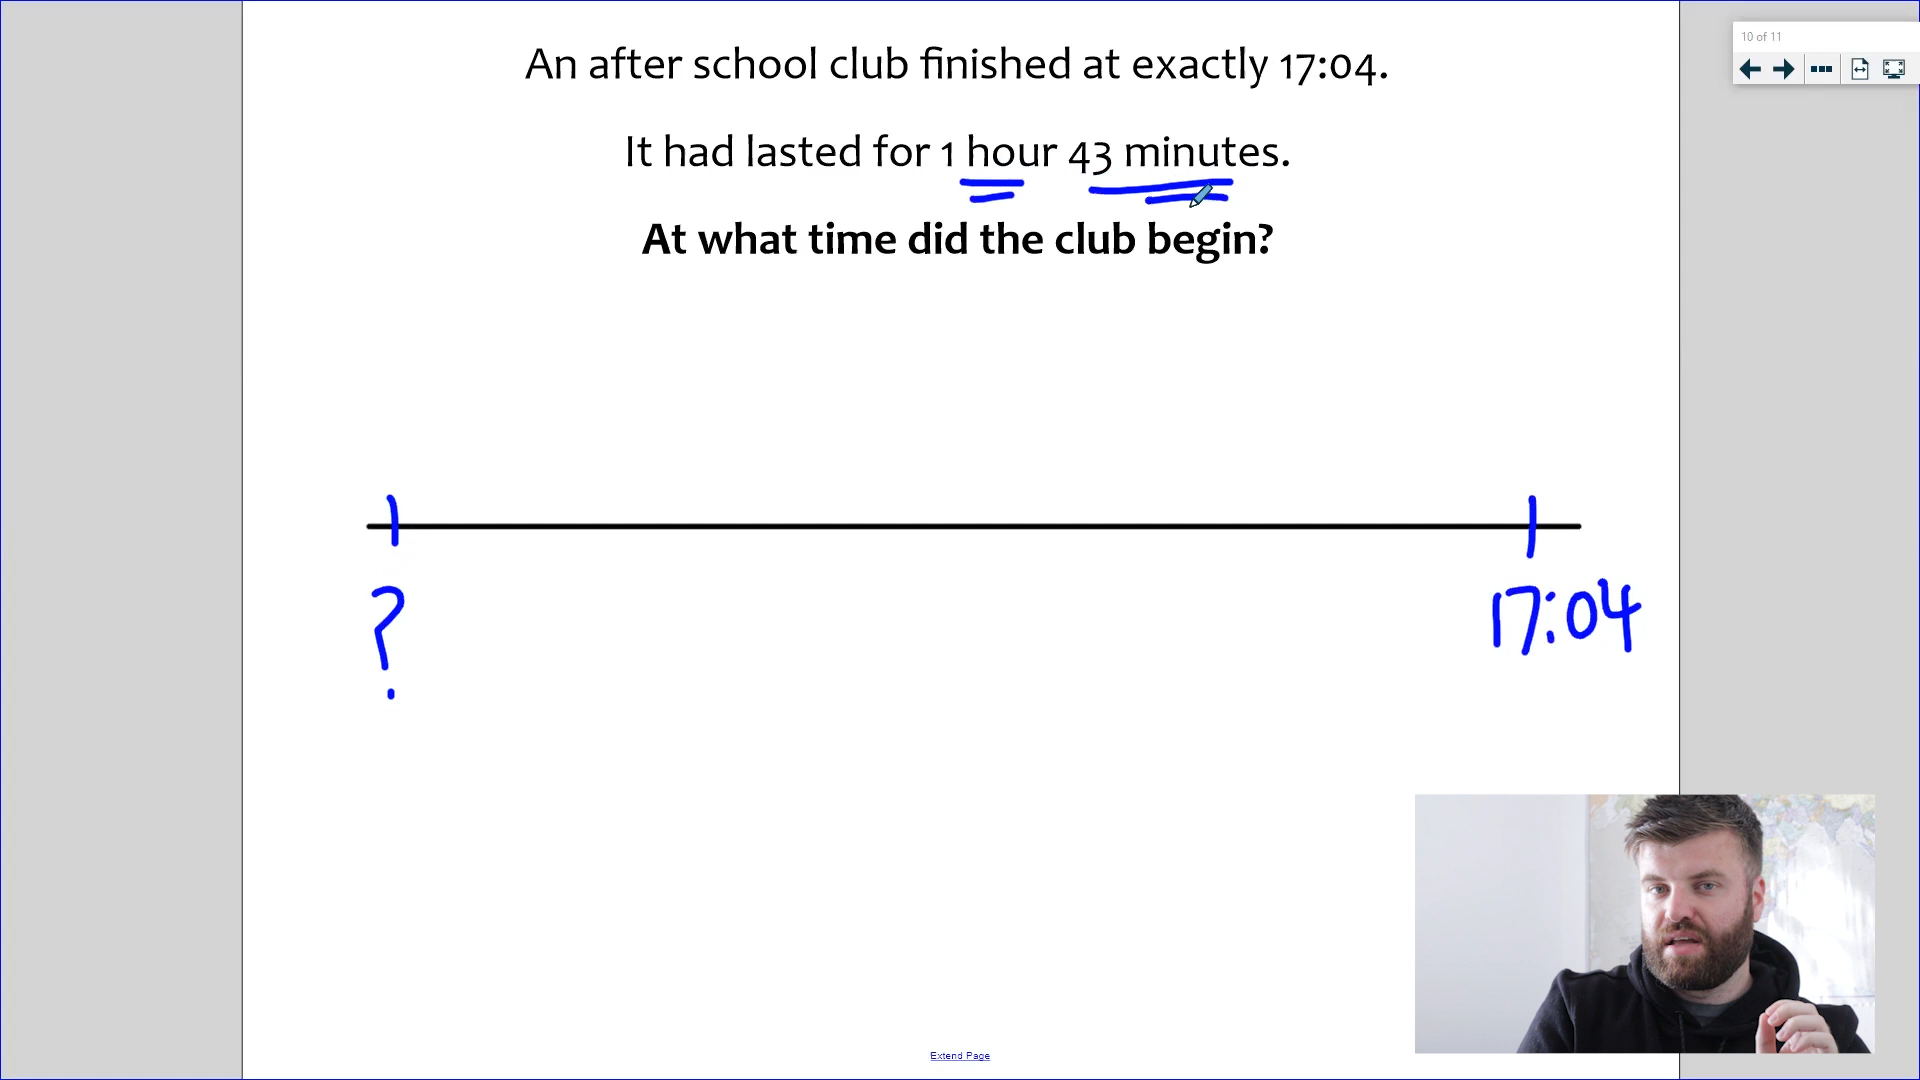 10 of 11
An after school club finished at exactly 17:04.
It had lasted for 1 hour 43 minutes.
At what time did the club begin?
?
17:04
Extend Page